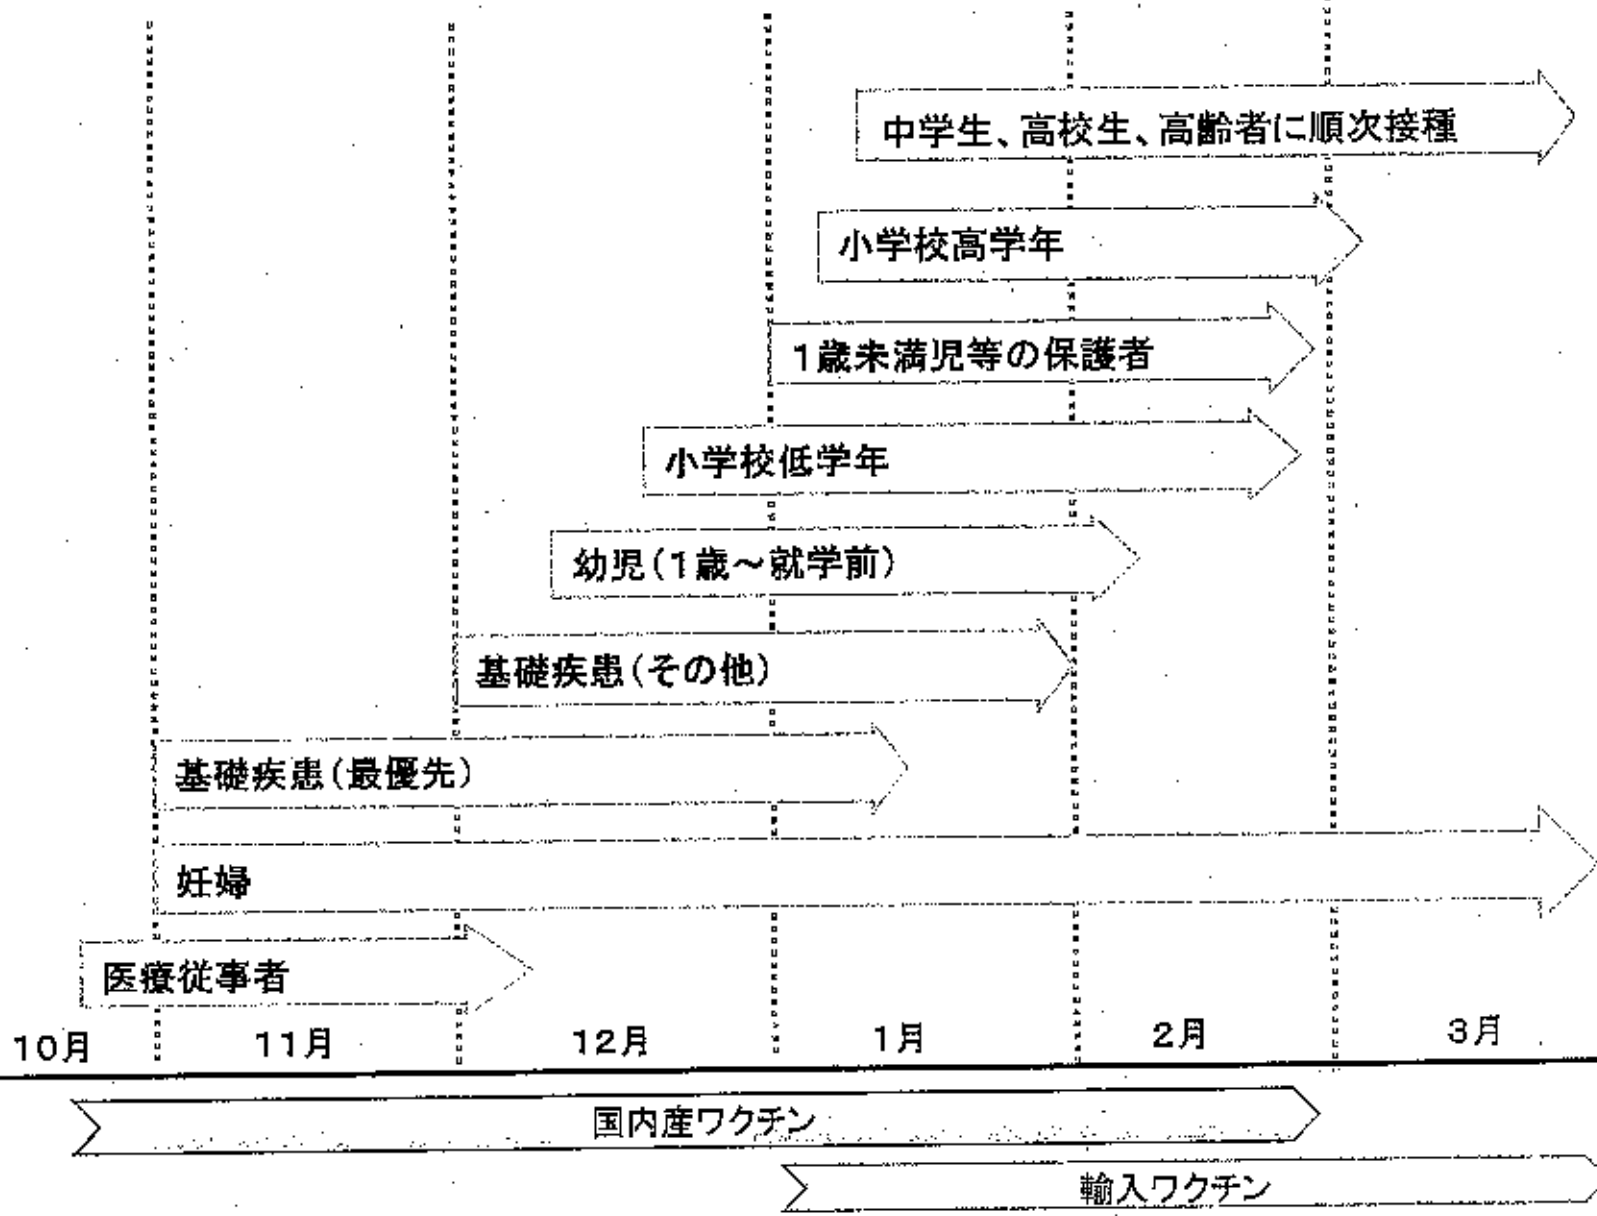 中学生、高校生、高齢者に順次接種
小学校高学年
1歳未満児等の保護者
小学校低学年
幼児(1歳～就学前)
基礎疾患(その他)
基礎疾患(最優先)
妊婦
医療従事者
10月 11月 12月 1月 2月 3月
国内産ワクチン
輸入ワクチン